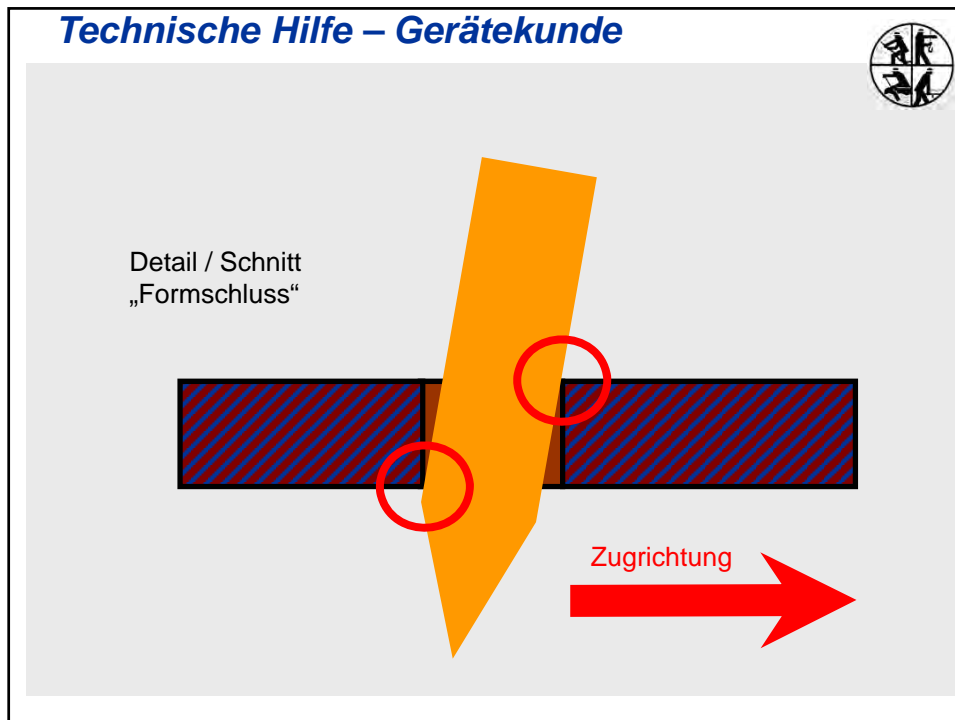 Technische Hilfe – Gerätekunde
Detail / Schnitt
„Formschluss“
Zugrichtung